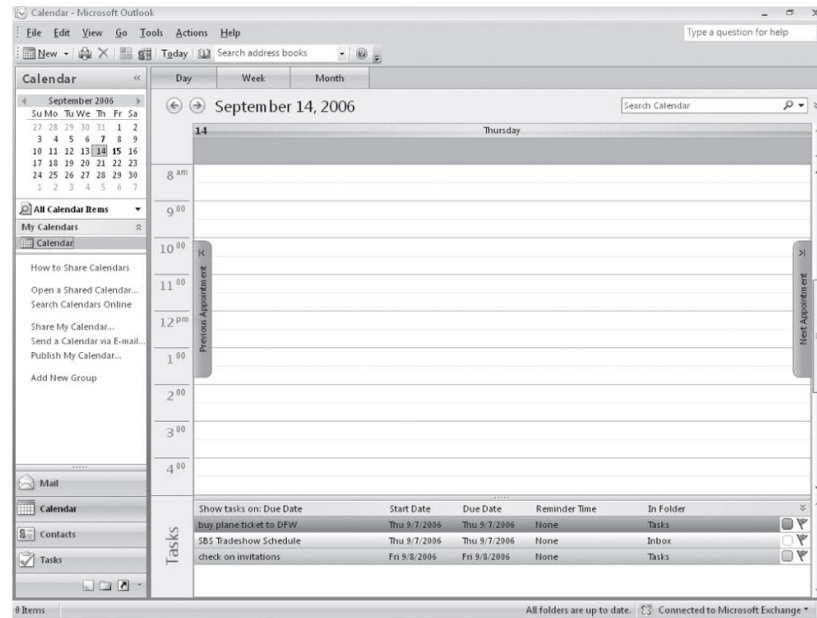 Calendar - Microsoft Outlook
File Edit View Go Tools Actions Help
Type a question for help
New Today Search address books
Calendar «
Day Week Month
September 2006
Su Mo Tu We Th Fr Sa
27 28 29 30 31 1 2
3 4 5 6 7 8 9
10 11 12 13 14 15 16
17 18 19 20 21 22 23
24 25 26 27 28 29 30
1 2 3 4 5 6 7
All Calendar Items
My Calendars
Calendar
How to Share Calendars
Open a Shared Calendar...
Search Calendars Online
Share My Calendar...
Send a Calendar via E-mail...
Publish My Calendar...
Add New Group
Mail
Calendar
Contacts
Tasks
September 14, 2006
Search Calendar
14 Thursday
8 am
9 00
10 00
11 00
12 pm
1 00
2 00
3 00
4 00
Previous Appointment
Next Appointment
Tasks
Show tasks on: Due Date Start Date Due Date Reminder Time In Folder
buy plane ticket to DFW Thu 9/7/2006 Thu 9/7/2006 None Tasks
SBS Tradeshow Schedule Thu 9/7/2006 Thu 9/7/2006 None Inbox
check on invitations Fri 9/8/2006 Fri 9/8/2006 None Tasks
0 Items
All folders are up to date. Connected to Microsoft Exchange